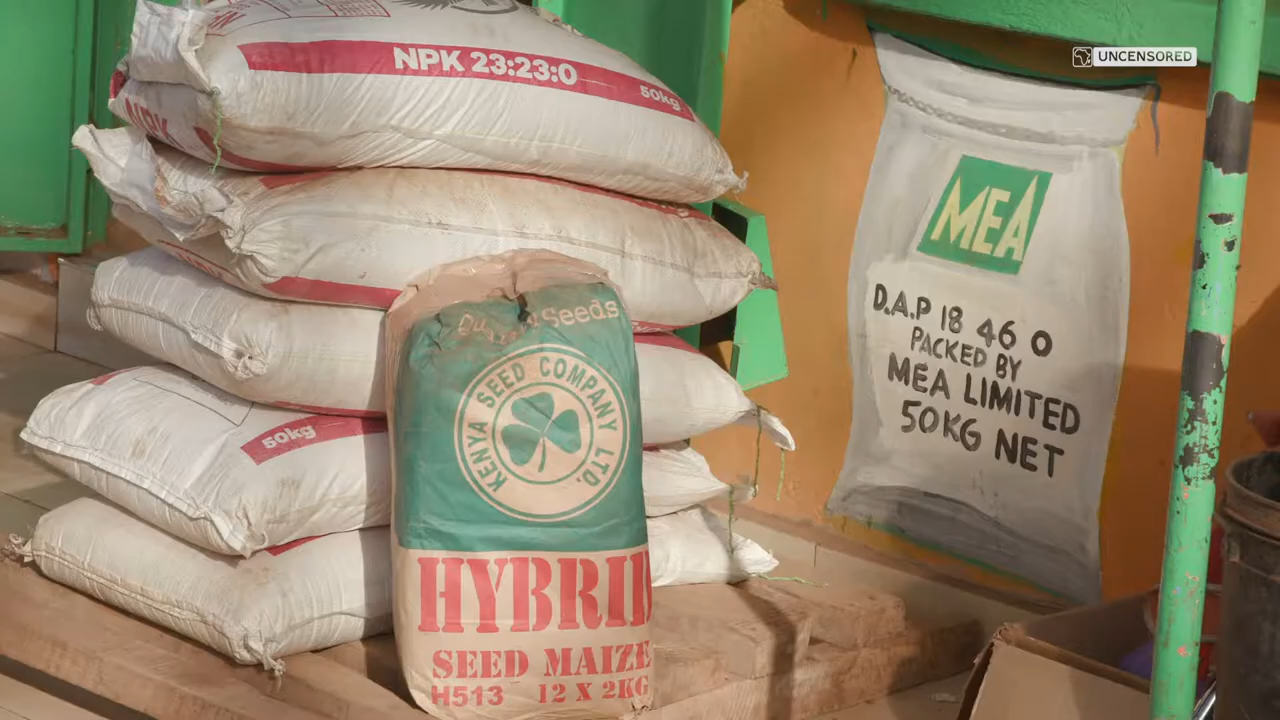 NPK 23:23:0
50kg
NPK
50kg
Seeds
KENYA SEED COMPANY LTD.
HYBRID
SEED MAIZE
H513 12 X 2KG
UNCENSORED
MEA
D.A.P 18 46 0
PACKED BY
MEA LIMITED
50KG NET